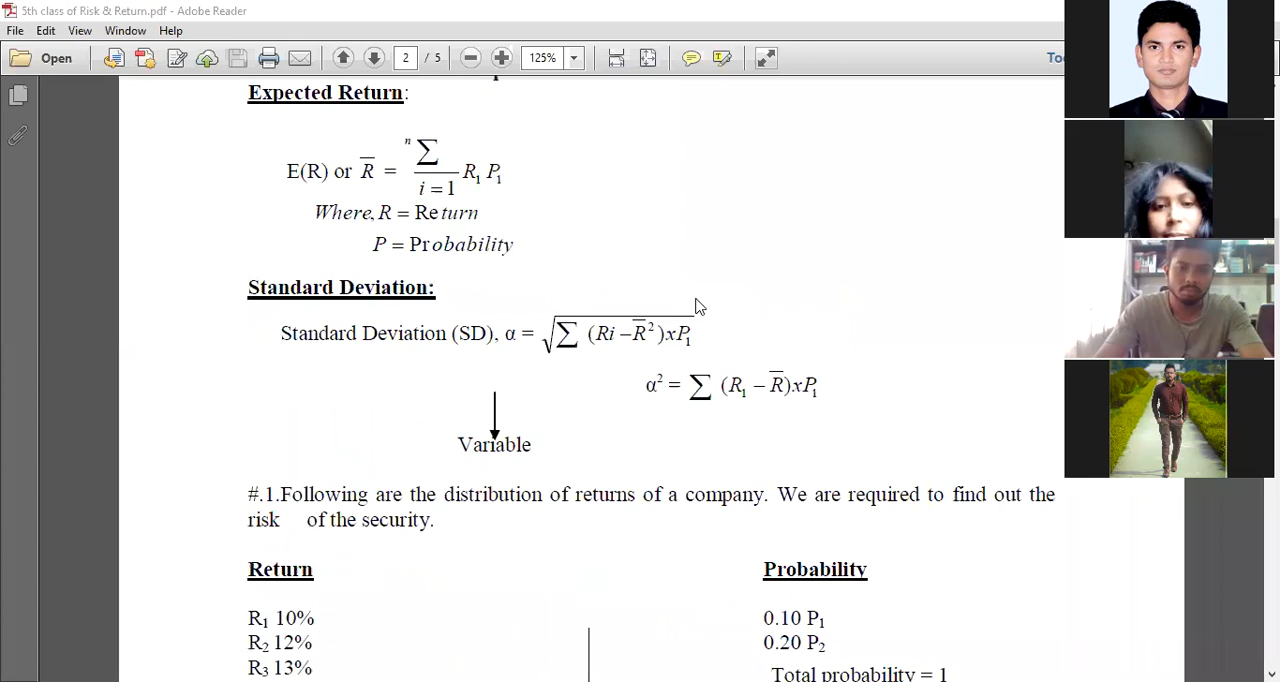 5th class of Risk & Return.pdf - Adobe Reader
File Edit View Window Help
Open 2 / 5 125%
Expected Return:
E(R) or R̅ = n∑ / i = 1 R₁ P₁
Where, R = Return
P = Probability
Standard Deviation:
Standard Deviation (SD), α = √∑ (Ri – R̅²)xP₁
α² = ∑ (R₁ – R̅)xP₁
Variable
#.1.Following are the distribution of returns of a company. We are required to find out the
risk of the security.
Return Probability
R₁ 10% 0.10 P₁
R₂ 12% 0.20 P₂
R₃ 13% Total probability = 1